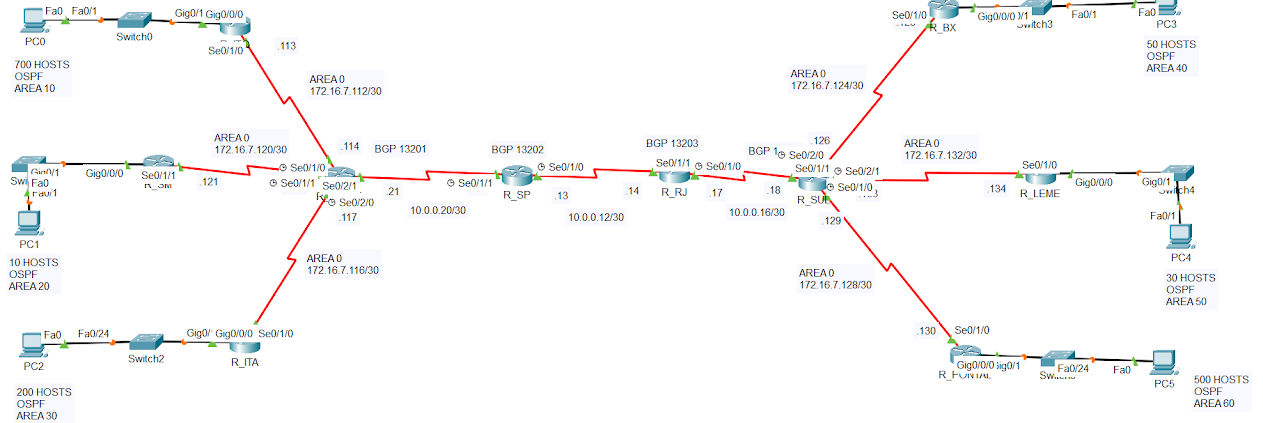 Fa0
Fa0/1
Gig0/1
Gig0/0/0
PC0
Switch0
Se0/1/0
.113
700 HOSTS
OSPF
AREA 10
AREA 0
172.16.7.112/30
.114
AREA 0
172.16.7.120/30
Gig0/1
Fa0
Fa0/1
Gig0/0/0
Se0/1/1
.121
Se0/1/0
Se0/1/1
Se0/2/1
Se0/2/0
.117
PC1
10 HOSTS
OSPF
AREA 20
AREA 0
172.16.7.116/30
Fa0
Fa0/24
Gig0/0/0
Se0/1/0
PC2
Switch2
R_ITA
200 HOSTS
OSPF
AREA 30
BGP 13201
.21
10.0.0.20/30
BGP 13202
Se0/1/1
Se0/1/0
R_SP
.13
10.0.0.12/30
.14
BGP 13203
Se0/1/1
Se0/1/0
R_RJ
.17
10.0.0.16/30
.18
BGP 1
Se0/2/0
Se0/1/1
Se0/2/1
Se0/1/0
.126
.129
AREA 0
172.16.7.124/30
Se0/1/0
R_BX
Gig0/0/0
Switch3
Fa0/1
Fa0
PC3
50 HOSTS
OSPF
AREA 40
AREA 0
172.16.7.132/30
.134
Se0/1/0
R_LEME
Gig0/0/0
Gig0/1
Fa0/1
PC4
30 HOSTS
OSPF
AREA 50
AREA 0
172.16.7.128/30
.130
Se0/1/0
Gig0/0/0
R_PONTAL
Fa0/24
Fa0
PC5
500 HOSTS
OSPF
AREA 60